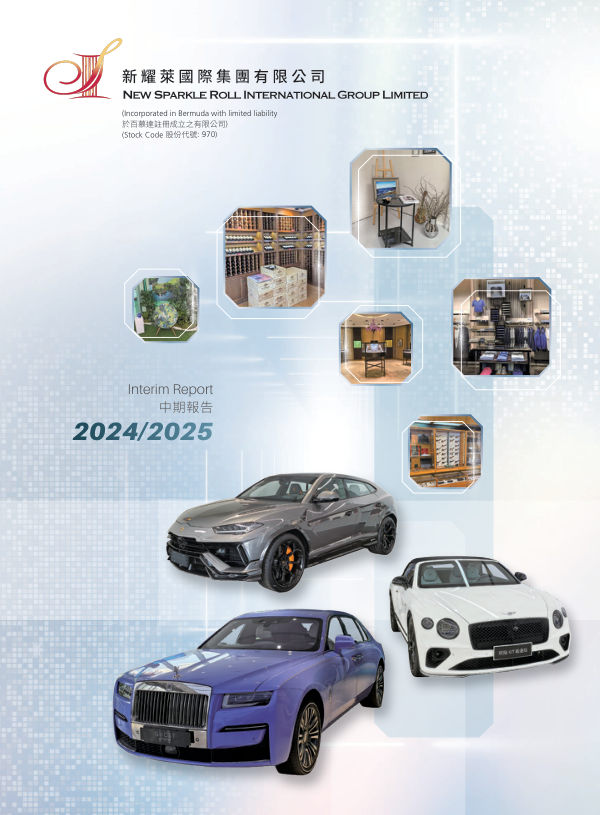 新耀萊國際集團有限公司
NEW SPARKLE ROLL INTERNATIONAL GROUP LIMITED
(Incorporated in Bermuda with limited liability
於百慕達註冊成立之有限公司)
(Stock Code 股份代號: 970)
Interim Report
中期報告
2024/2025